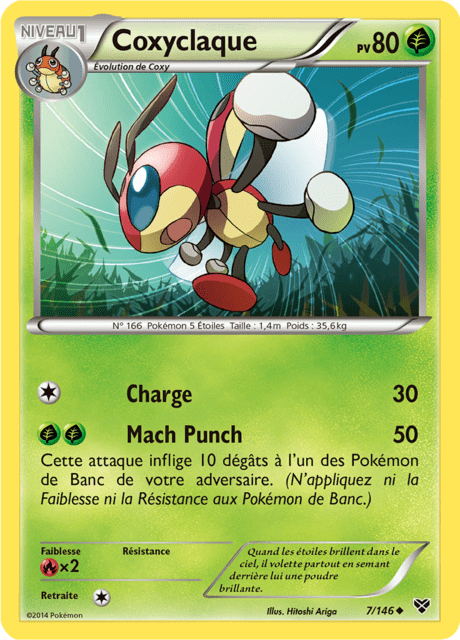 NIVEAU 1
Coxyclaque
PV 80
Évolution de Coxy
N° 166 Pokémon 5 Étoiles Taille : 1,4m Poids : 35,6kg
Charge 30
Mach Punch 50
Cette attaque inflige 10 dégâts à l'un des Pokémon
de Banc de votre adversaire. (N'appliquez ni la
Faiblesse ni la Résistance aux Pokémon de Banc.)
Faiblesse Résistance
×2
Retraite
Quand les étoiles brillent dans le
ciel, il volette partout en semant
derrière lui une poudre
brillante.
©2014 Pokémon
Illus. Hitoshi Ariga
7/146
XY